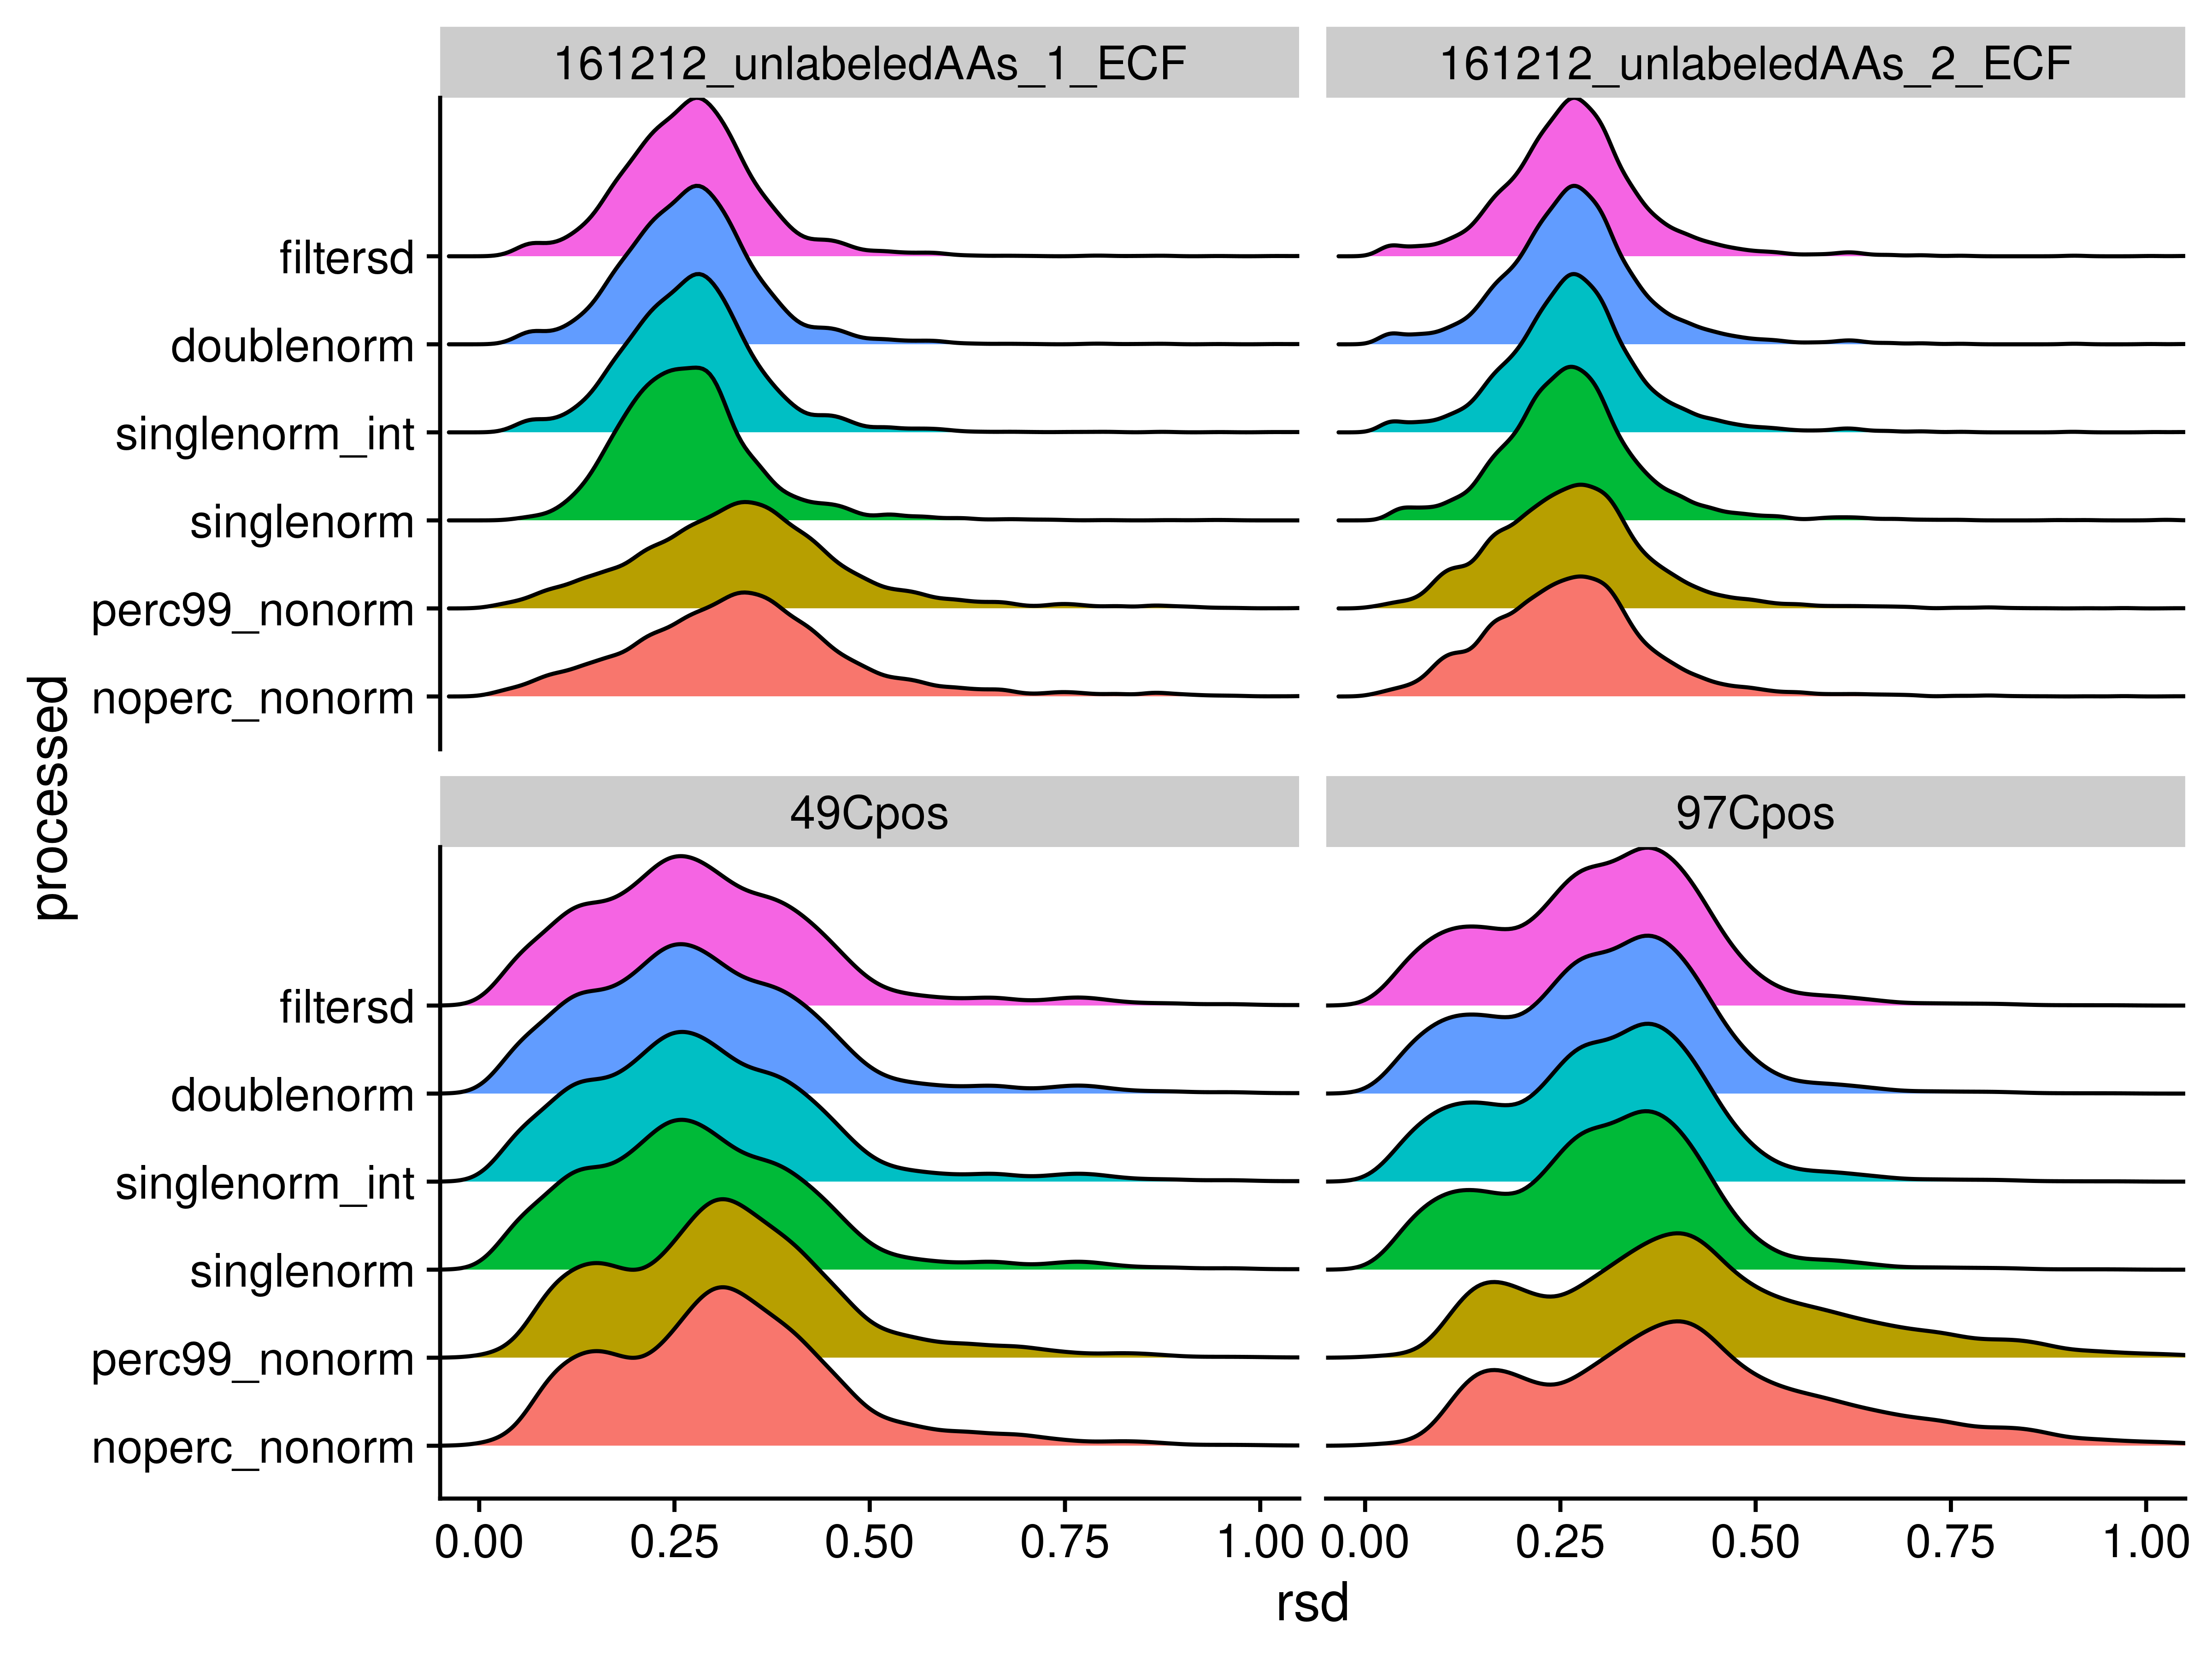 161212_unlabeledAAs_1_ECF
161212_unlabeledAAs_2_ECF
filtersd
doublenorm
singlenorm_int
singlenorm
perc99_nonorm
noperc_nonorm
processed
49Cpos
97Cpos
filtersd
doublenorm
singlenorm_int
singlenorm
perc99_nonorm
noperc_nonorm
0.00 0.25 0.50 0.75 1.00
0.00 0.25 0.50 0.75 1.00
rsd